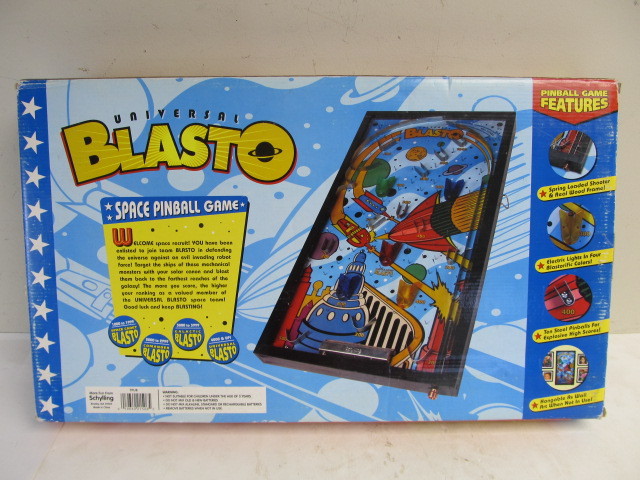 UNIVERSAL
BLASTO
SPACE PINBALL GAME
WELCOME space recruit! YOU have been
enlisted to join team BLASTO in defending
the universe against an evil invading robot
force! Target the ships of these mechanical
monsters with your solar canon and blast
them back to the farthest reaches of the
galaxy! The more you score, the higher
your ranking as a valued member of
the UNIVERSAL BLASTO space team!
Good luck and keep BLASTING!
BLASTO
BLASTO
BLASTO
BLASTO
Schylling
WARNING:
BLASTO
PINBALL GAME
FEATURES
Spring Loaded Shooter
& Real Wood Frame!
Electric Lights In Four
Blastorific Colors!
400
Ten Steel Pinballs For
Explosive High Scores!
Hangable As Wall
Art When Not In Use!